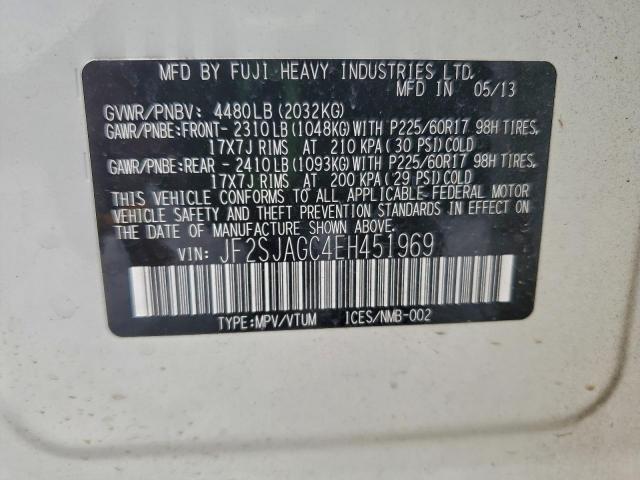 MFD BY FUJI HEAVY INDUSTRIES LTD.
MFD IN 05/13
GVWR/PNBV: 4480LB(2032KG)
GAWR/PNBE:FRONT-2310LB(1048KG)WITH P225/60R17 98H TIRES,
17X7J RIMS AT 210 KPA(30 PSI)COLD
GAWR/PNBE:REAR -2410LB(1093KG)WITH P225/60R17 98H TIRES,
17X7J RIMS AT 200 KPA(29 PSI)COLD
THIS VEHICLE CONFORMS TO ALL APPLICABLE FEDERAL MOTOR
VEHICLE SAFETY AND THEFT PREVENTION STANDARDS IN EFFECT ON
THE DATE OF MANUFACTURE SHOWN ABOVE.
VIN: JF2SJAGC4EH451969
TYPE:MPV/VTUM ICES/NMB-002